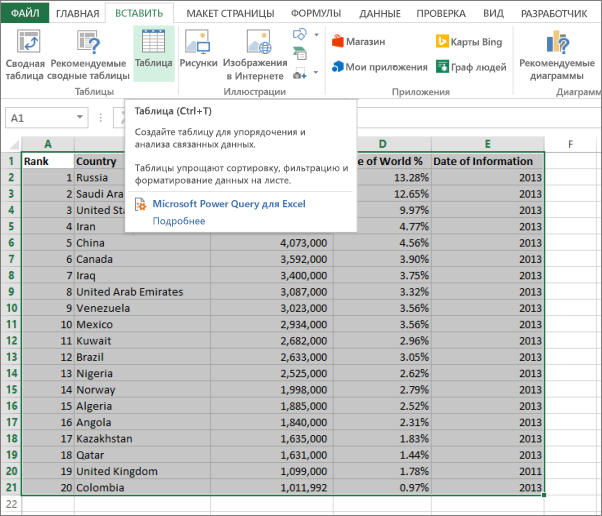 ФАЙЛ ГЛАВНАЯ ВСТАВИТЬ МАКЕТ СТРАНИЦЫ ФОРМУЛЫ ДАННЫЕ ПРОВЕРКА ВИД РАЗРАБОТЧИК
Сводная таблица
Рекомендуемые сводные таблицы
Таблица
Таблицы
Рисунки
Изображения в Интернете
Иллюстрации
Магазин
Мои приложения
Карты Bing
Граф людей
Приложения
Рекомендуемые диаграммы
Диаграмм
A1
Таблица (Ctrl+T)
Создайте таблицу для упорядочения и
анализа связанных данных.
Таблицы упрощают сортировку, фильтрацию и
форматирование данных на листе.
Microsoft Power Query для Excel
Подробнее
A D E F
1 Rank Country e of World % Date of Information
2 1 Russia 13.28% 2013
3 2 Saudi Ara 12.65% 2013
4 3 United Sta 9.97% 2013
5 4 Iran 4.77% 2013
6 5 China 4,073,000 4.56% 2013
7 6 Canada 3,592,000 3.90% 2013
8 7 Iraq 3,400,000 3.75% 2013
9 8 United Arab Emirates 3,087,000 3.32% 2013
10 9 Venezuela 3,023,000 3.56% 2013
11 10 Mexico 2,934,000 3.56% 2013
12 11 Kuwait 2,682,000 2.96% 2013
13 12 Brazil 2,633,000 3.05% 2013
14 13 Nigeria 2,525,000 2.62% 2013
15 14 Norway 1,998,000 2.79% 2013
16 15 Algeria 1,885,000 2.52% 2013
17 16 Angola 1,840,000 2.31% 2013
18 17 Kazakhstan 1,635,000 1.83% 2013
19 18 Qatar 1,631,000 1.44% 2013
20 19 United Kingdom 1,099,000 1.78% 2011
21 20 Colombia 1,011,992 0.97% 2013
22